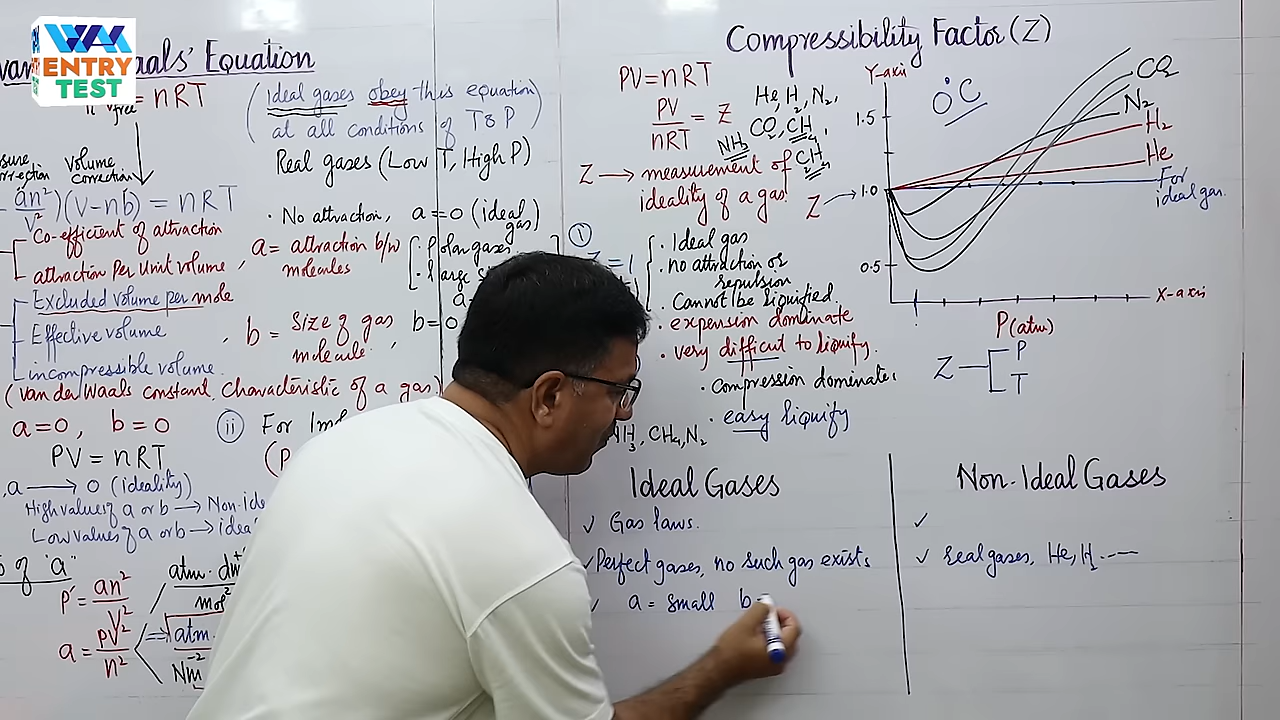 WAK
ENTRY
TEST
Waals' Equation
= nRT
(Ideal gases obey this equation
at all conditions of T & P)
Real gases (Low T, High P)
volume
correction
an²/V²)(V-nb) = nRT
Co-efficient of attraction
attraction Per Unit volume
Excluded volume per mole
Effective volume
incompressible volume
(van der Waals constant, characteristic of a gas)
a=0, b=0
PV = nRT
a → 0 (ideality)
High values of a or b → Non-ide
Low values of a or b → idea
of "a"
P' = an²/V²
a = PV²/n²
atm.
Nm⁻²
. No attraction, a=0 (ideal gas)
a = attraction b/w
molecules
. Polar gases
b = Size of gas
molecule
b=0
(ii) For
Compressibility Factor (Z)
PV = nRT
PV/nRT = Z
He, H₂, N₂,
CO₂, CH₄,
NH₃
Z → measurement of
ideality of a gas.
Z →
(i)
Z=1
. Ideal gas
. no attraction or
repulsion
. Cannot be liquified.
. expension dominate
. very difficult to liquify.
. compression dominate
. easy liquify
NH₃, CH₄, N₂
Y-axis
1.5
1.0
0.5
0°C
CO₂
N₂
H₂
He
For
ideal gas.
X-axis
P(atm)
Z
P
T
Ideal Gases
✓ Gas laws.
✓ Perfect gases, no such gas exists
✓ a = small b
Non-Ideal Gases
✓
✓ real gases, He, H₂ ----